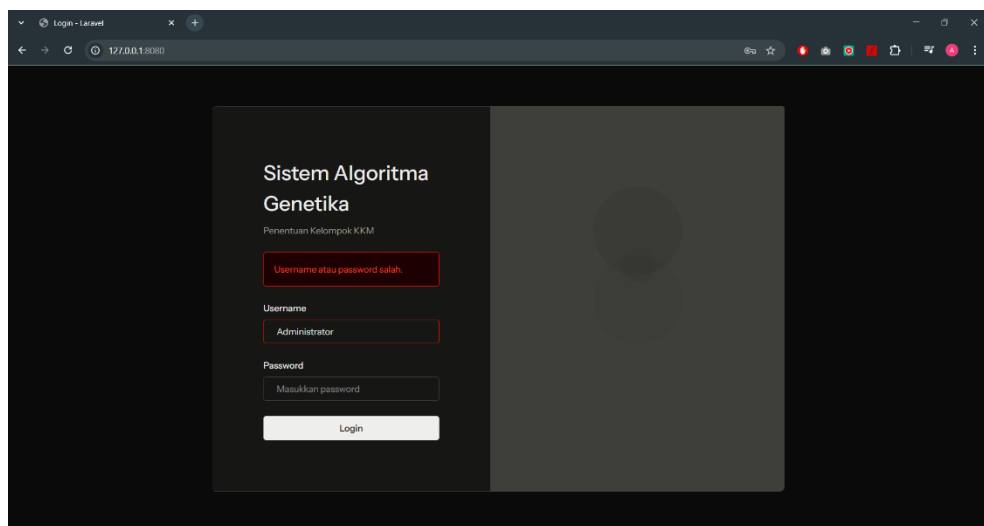 Login - Laravel
127.0.0.1:8080
A
Sistem Algoritma
Genetika
Penentuan Kelompok KKM
Username atau password salah.
Username
Administrator
Password
Masukkan password
Login